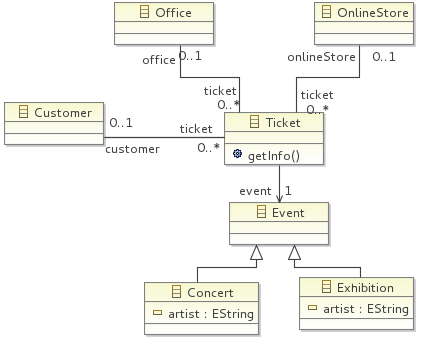 Office
OnlineStore
office
0..1
onlineStore
0..1
ticket
0..*
ticket
0..*
Customer
0..1
customer
ticket
0..*
Ticket
getInfo()
event
1
Event
Concert
artist : EString
Exhibition
artist : EString